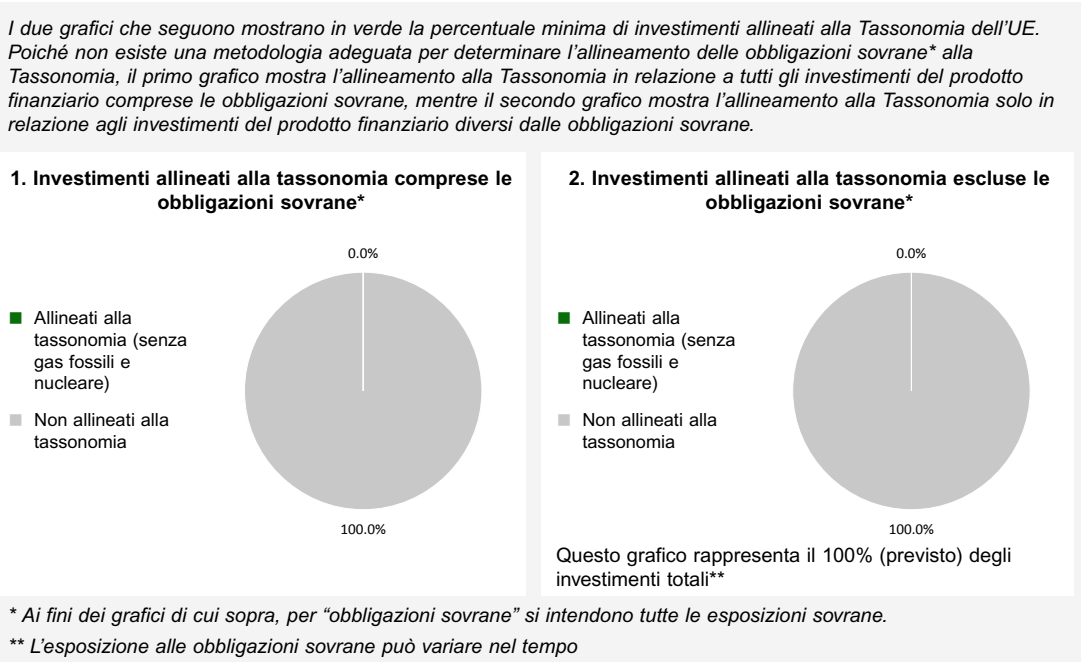 I due grafici che seguono mostrano in verde la percentuale minima di investimenti allineati alla Tassonomia dell’UE.
Poiché non esiste una metodologia adeguata per determinare l’allineamento delle obbligazioni sovrane* alla
Tassonomia, il primo grafico mostra l’allineamento alla Tassonomia in relazione a tutti gli investimenti del prodotto
finanziario comprese le obbligazioni sovrane, mentre il secondo grafico mostra l’allineamento alla Tassonomia solo in
relazione agli investimenti del prodotto finanziario diversi dalle obbligazioni sovrane.
1. Investimenti allineati alla tassonomia comprese le
obbligazioni sovrane*
0.0%
Allineati alla
tassonomia (senza
gas fossili e
nucleare)
Non allineati alla
tassonomia
100.0%
2. Investimenti allineati alla tassonomia escluse le
obbligazioni sovrane*
0.0%
Allineati alla
tassonomia (senza
gas fossili e
nucleare)
Non allineati alla
tassonomia
100.0%
Questo grafico rappresenta il 100% (previsto) degli
investimenti totali**
* Ai fini dei grafici di cui sopra, per “obbligazioni sovrane” si intendono tutte le esposizioni sovrane.
** L’esposizione alle obbligazioni sovrane può variare nel tempo